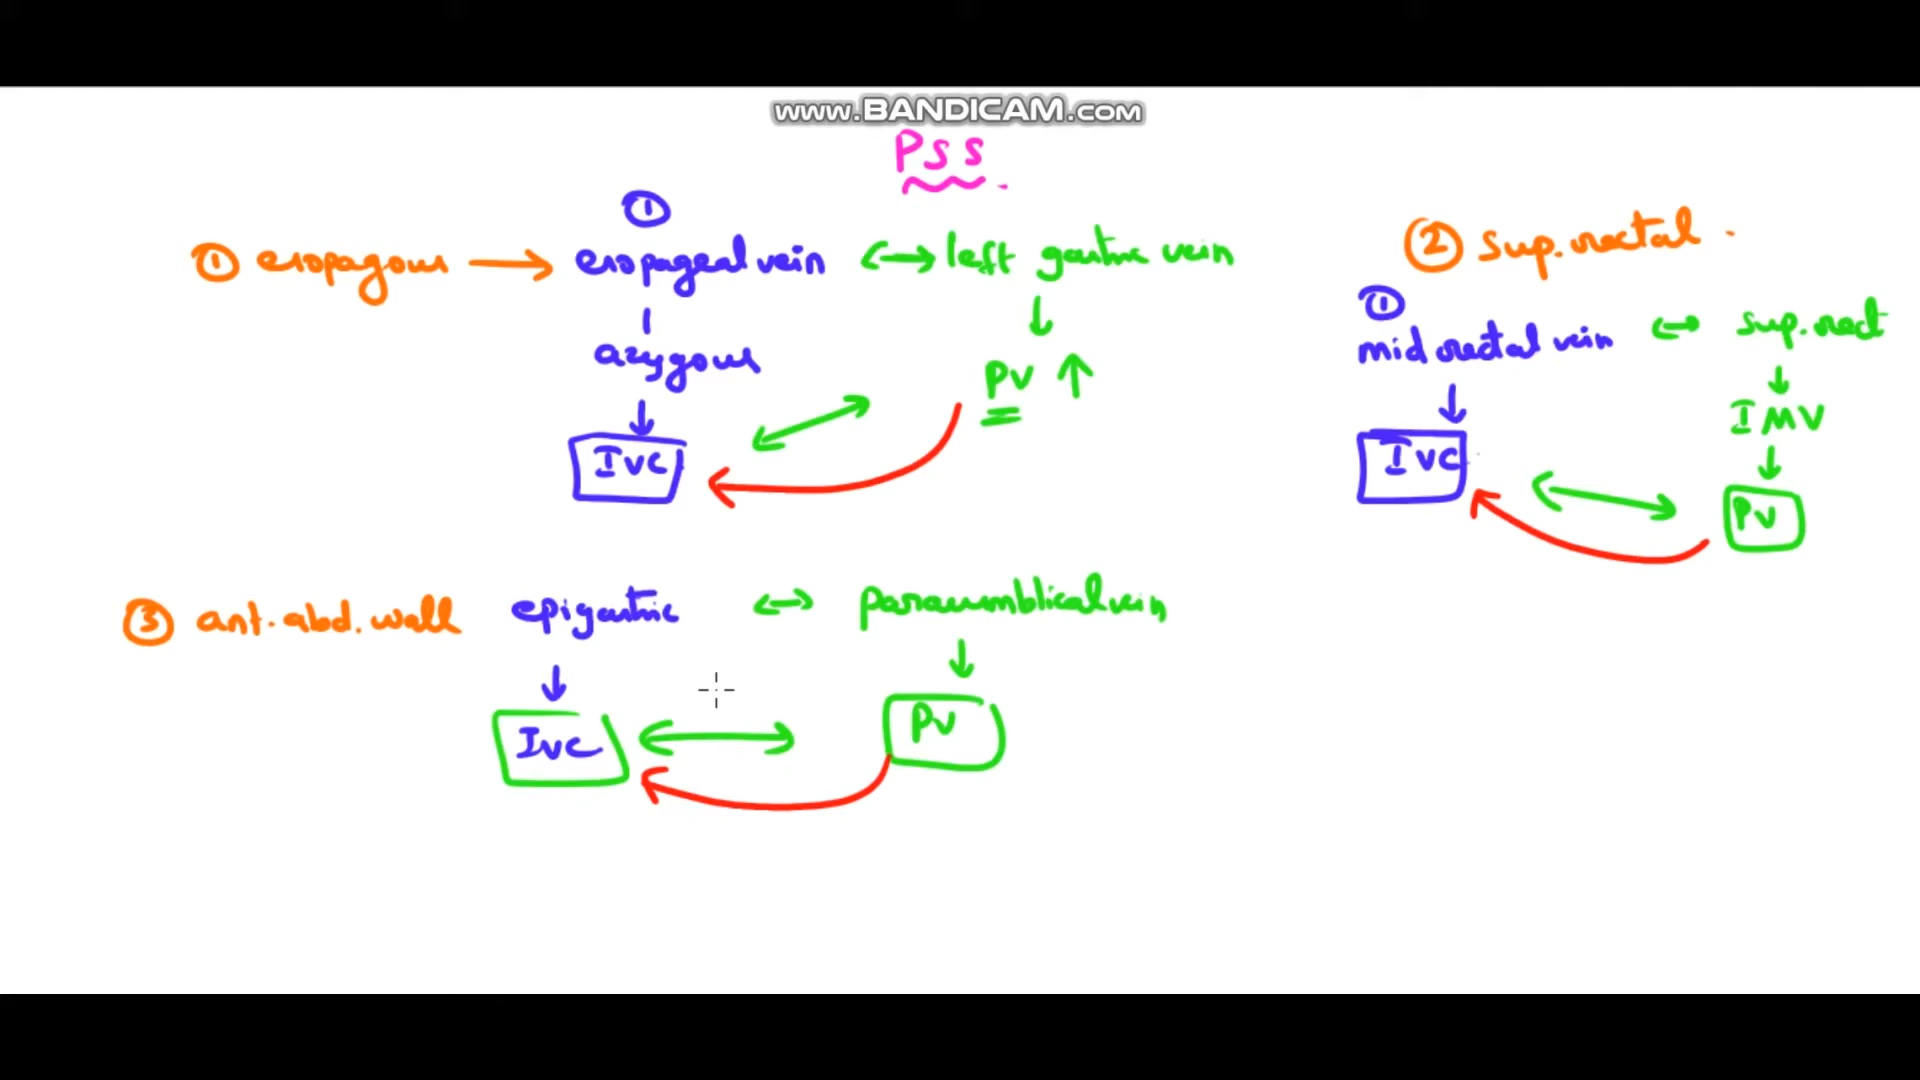 www.BANDICAM.com
PSS
①
① esopagous → esopageal vein ↔ left gastric vein
↓
azygous
PV ↑
↓
IVC
② Sup. rectal .
①
mid rectal vein ↔ sup. rect
↓ ↓
IMV
↓
IVC
PV
③ ant. abd. wall epigastric ↔ paraumblical vein
↓ ↓
IVC ↔ PV